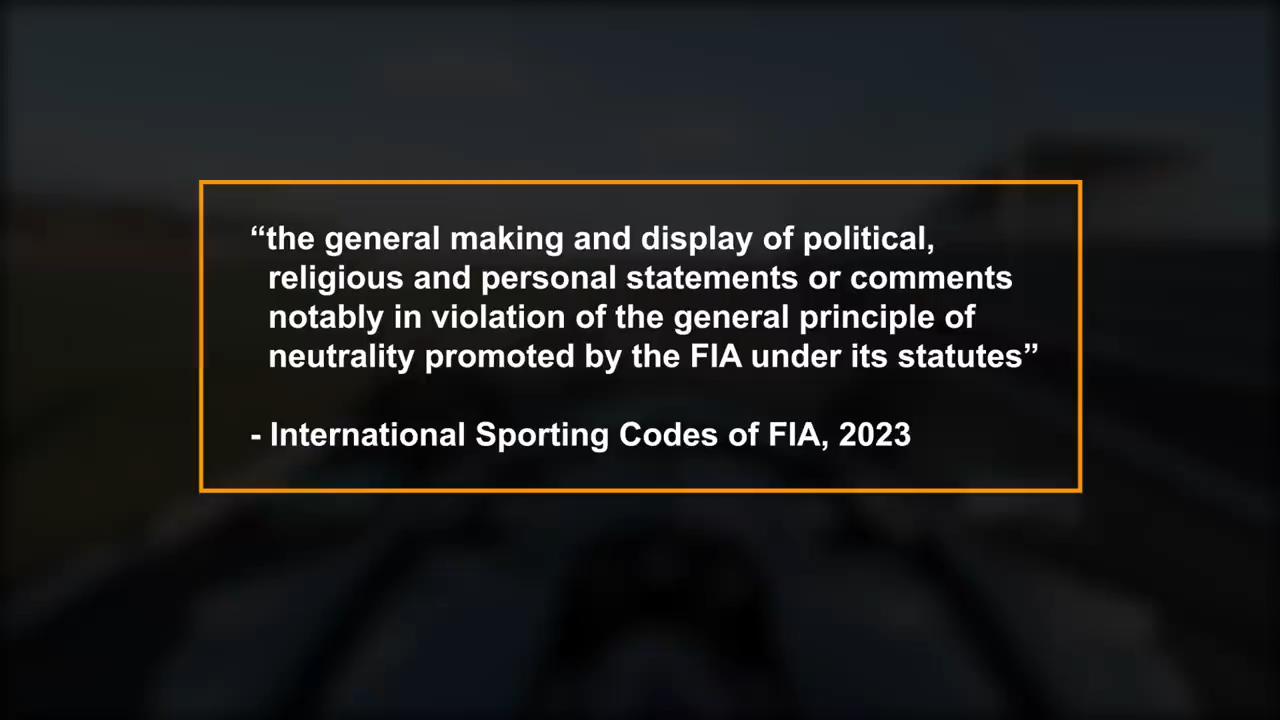 “the general making and display of political,
religious and personal statements or comments
notably in violation of the general principle of
neutrality promoted by the FIA under its statutes”
- International Sporting Codes of FIA, 2023